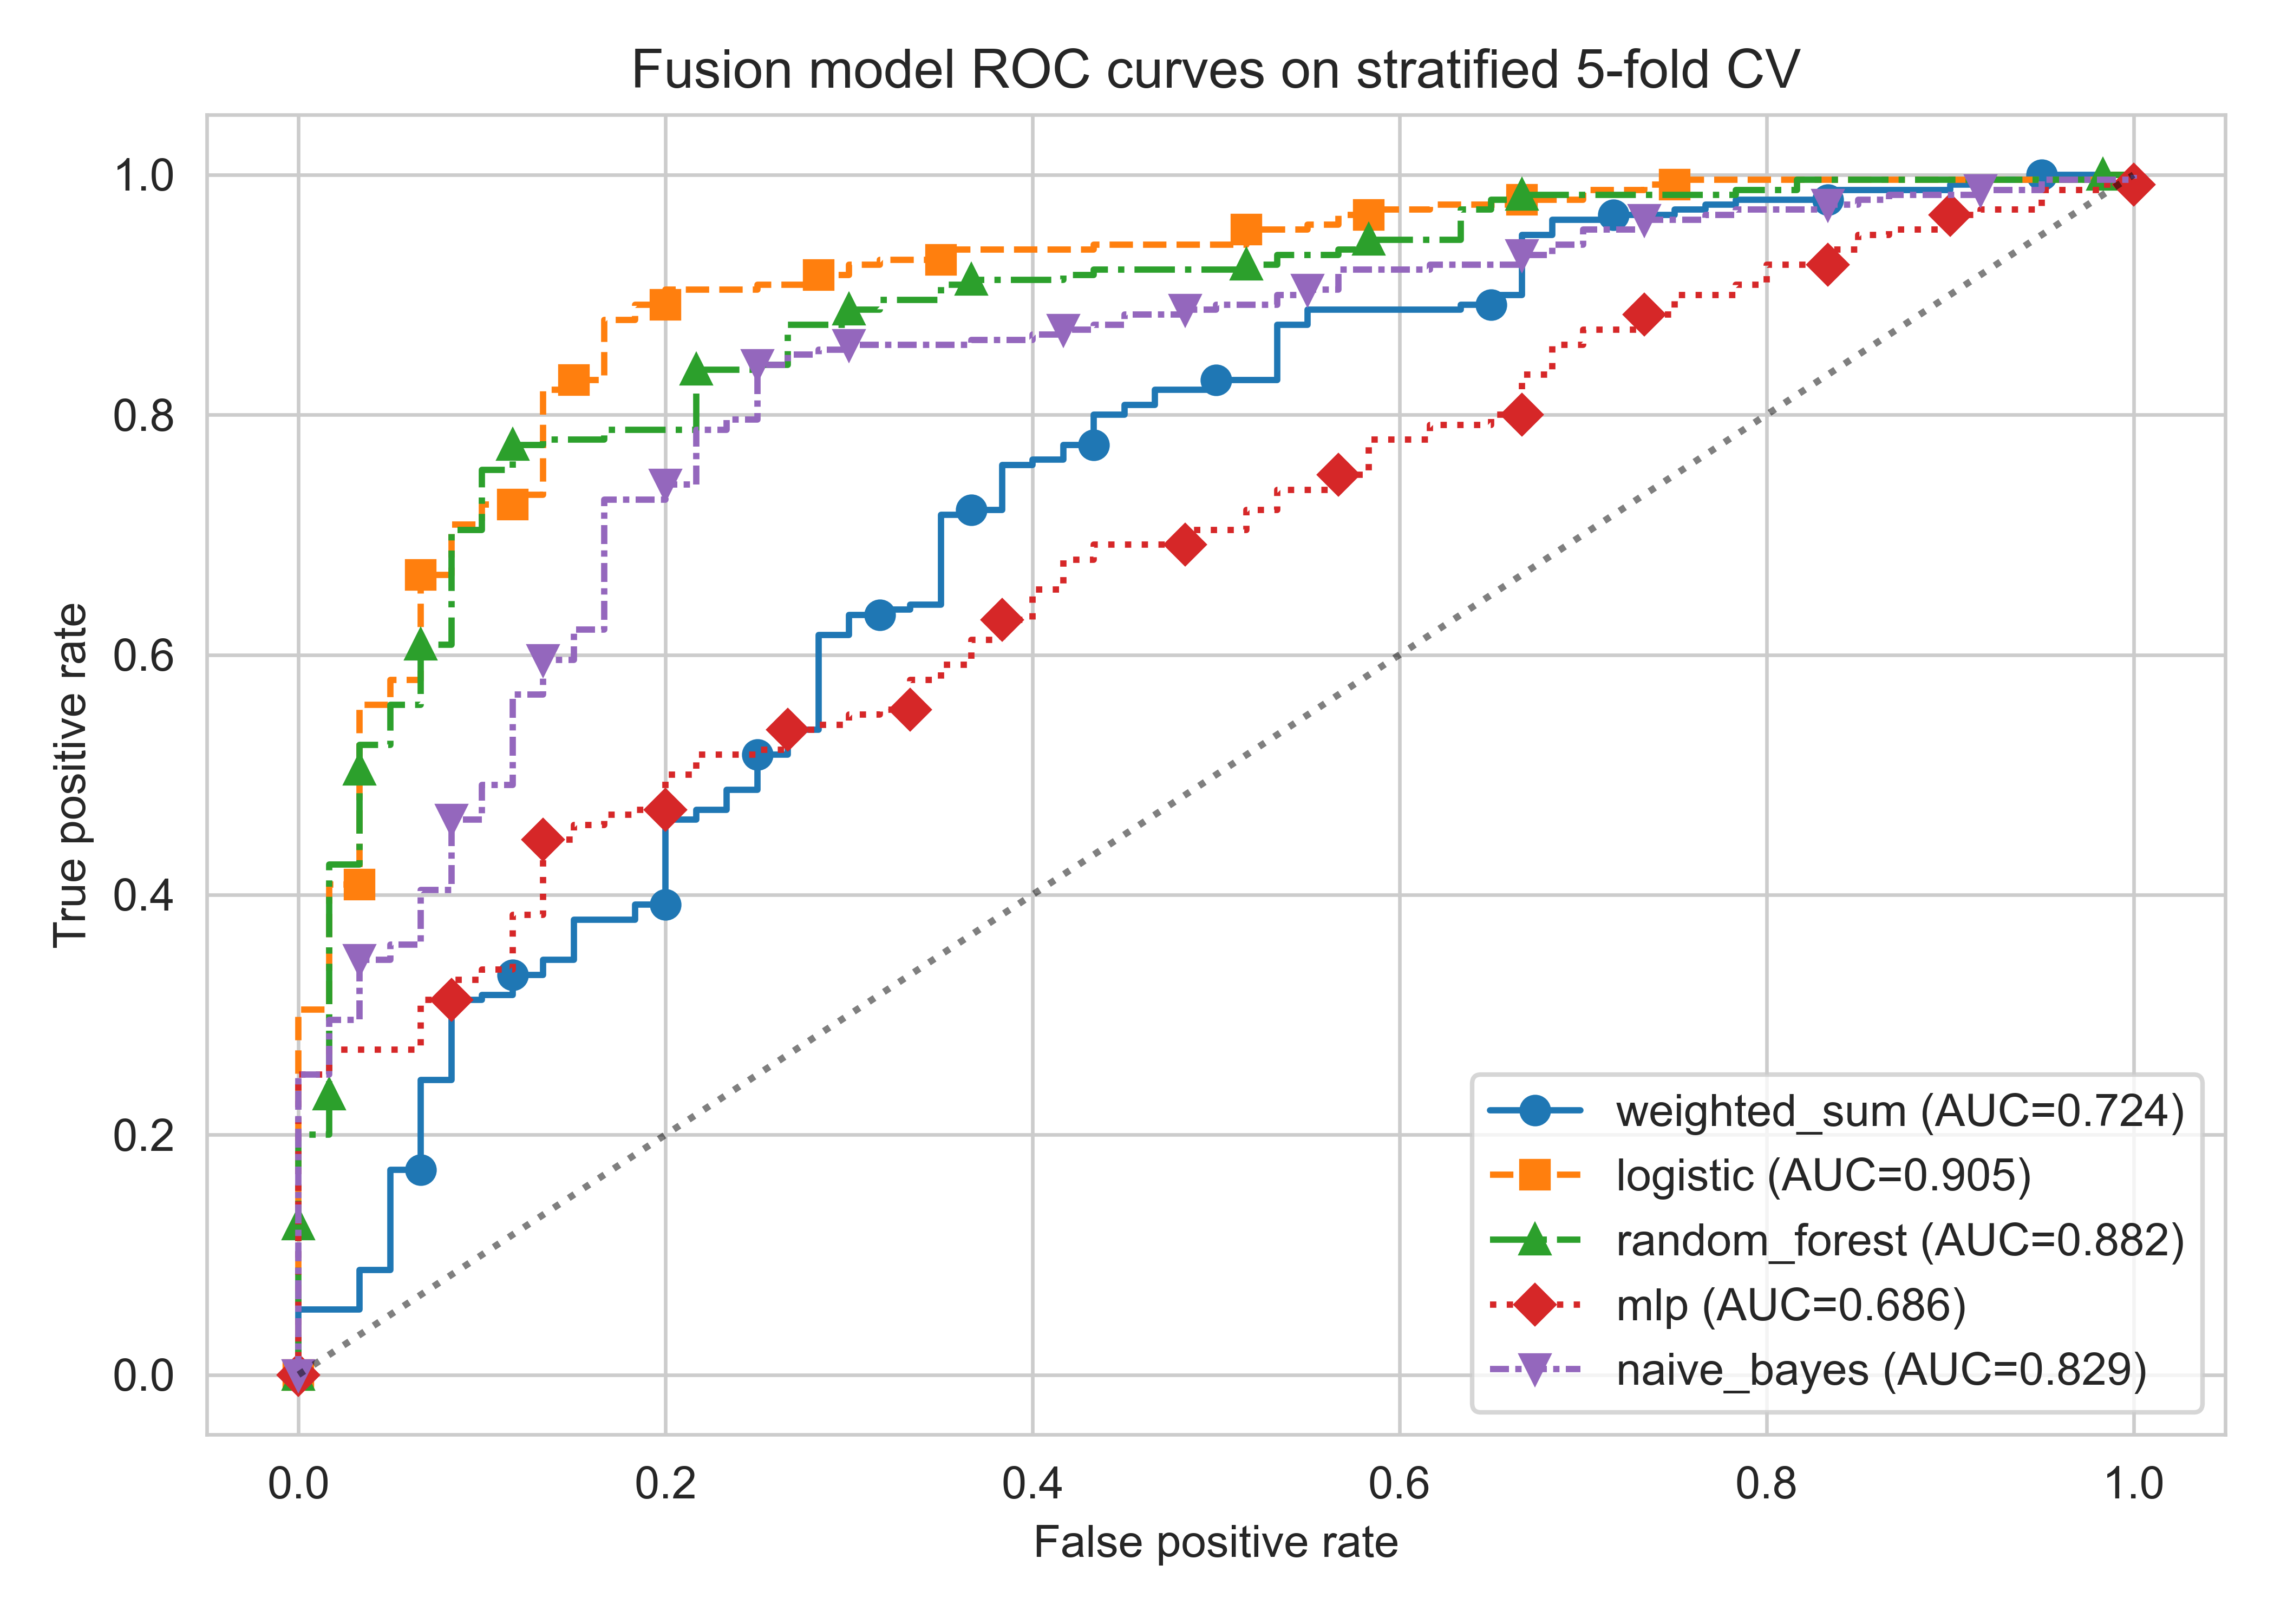 Fusion model ROC curves on stratified 5-fold CV
True positive rate
1.0
0.8
0.6
0.4
0.2
0.0
0.0
0.2
0.4
0.6
0.8
1.0
False positive rate
weighted_sum (AUC=0.724)
logistic (AUC=0.905)
random_forest (AUC=0.882)
mlp (AUC=0.686)
naive_bayes (AUC=0.829)